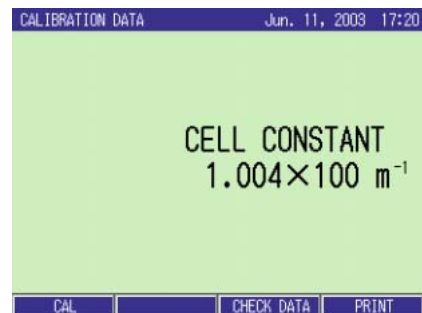 CALIBRATION DATA Jun. 11, 2003 17:20
CELL CONSTANT
1.004×100 m⁻¹
CAL CHECK DATA PRINT